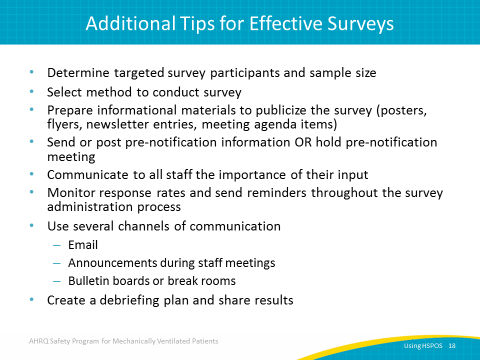 Additional Tips for Effective Surveys
• Determine targeted survey participants and sample size
• Select method to conduct survey
• Prepare informational materials to publicize the survey (posters,
flyers, newsletter entries, meeting agenda items)
• Send or post pre-notification information OR hold pre-notification
meeting
• Communicate to all staff the importance of their input
• Monitor response rates and send reminders throughout the survey
administration process
• Use several channels of communication
– Email
– Announcements during staff meetings
– Bulletin boards or break rooms
• Create a debriefing plan and share results
AHRQ Safety Program for Mechanically Ventilated Patients
Using HSPOS 18